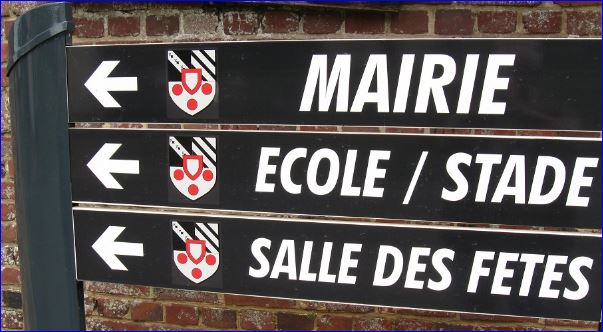 MAIRIE
ECOLE / STADE
SALLE DES FETES